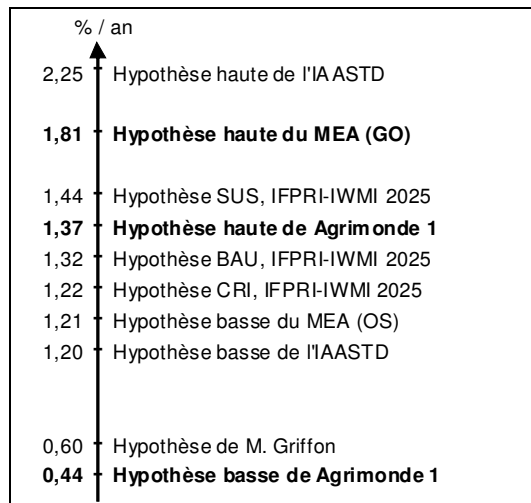 % / an
2,25 Hypothèse haute de l'IAASTD
1,81 Hypothèse haute du MEA (GO)
1,44 Hypothèse SUS, IFPRI-IWMI 2025
1,37 Hypothèse haute de Agrimonde 1
1,32 Hypothèse BAU, IFPRI-IWMI 2025
1,22 Hypothèse CRI, IFPRI-IWMI 2025
1,21 Hypothèse basse du MEA (OS)
1,20 Hypothèse basse de l'IAASTD
0,60 Hypothèse de M. Griffon
0,44 Hypothèse basse de Agrimonde 1